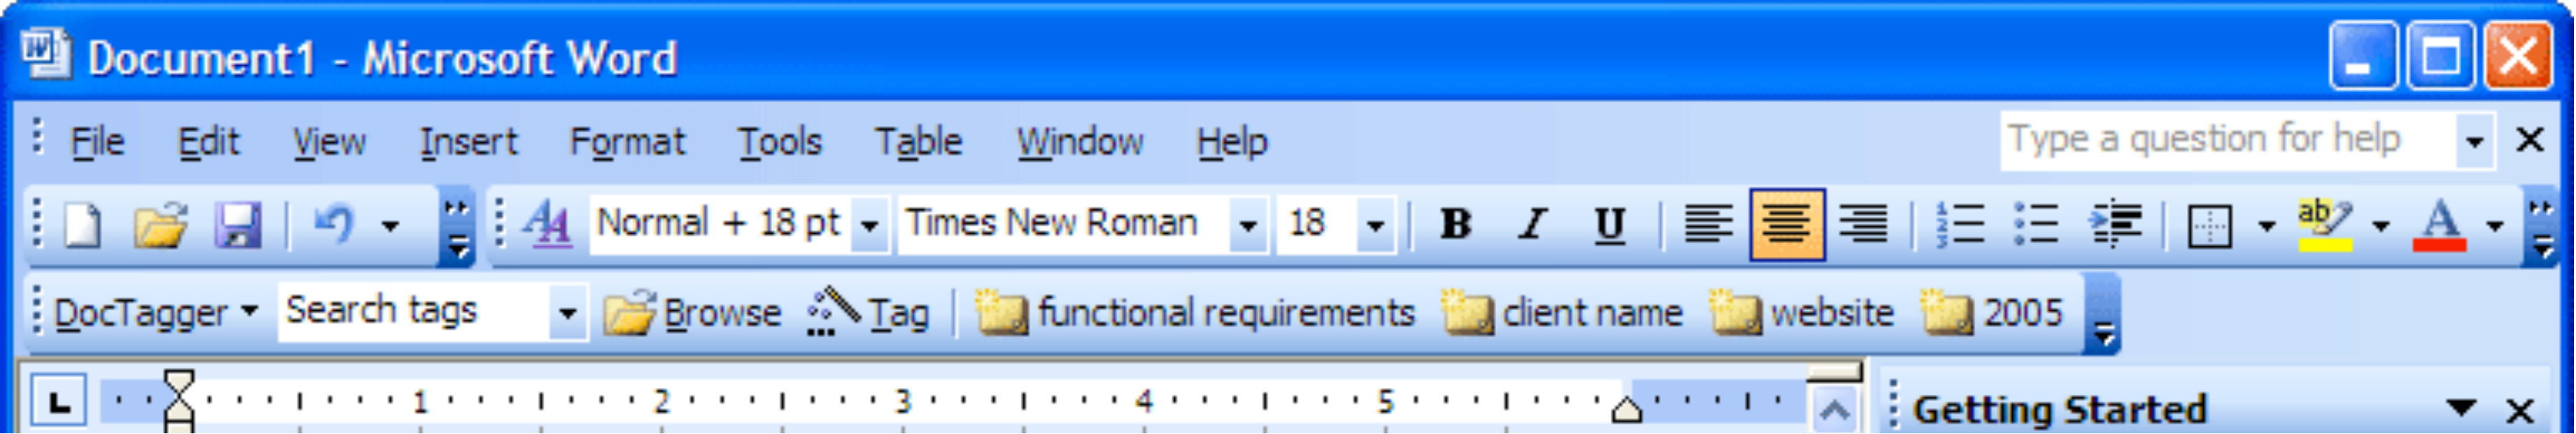 Document1 - Microsoft Word
File Edit View Insert Format Tools Table Window Help Type a question for help
Normal + 18 pt Times New Roman 18 B I U ab A
DocTagger Search tags Browse Tag functional requirements client name website 2005
1 2 3 4 5 Getting Started